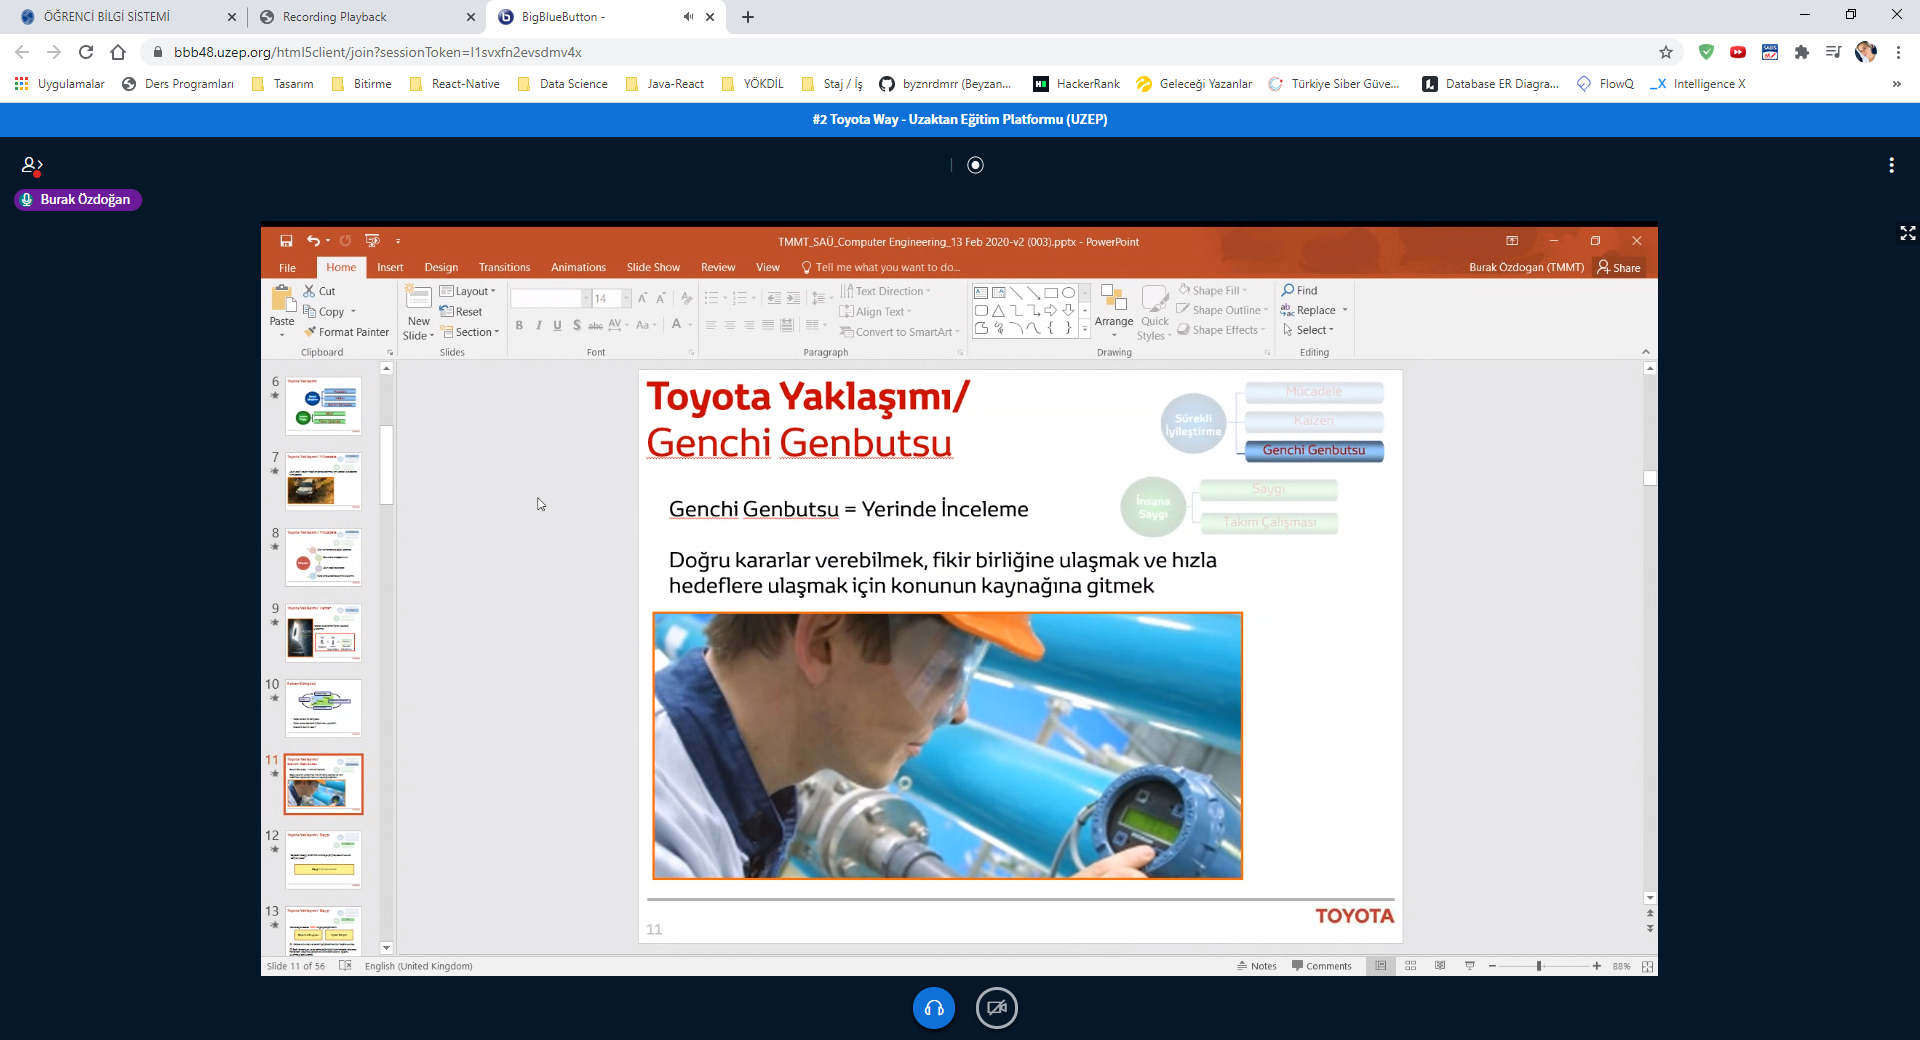 ÖĞRENCİ BİLGİ SİSTEMİ
Recording Playback
BigBlueButton -
bbb48.uzep.org/html5client/join?sessionToken=l1svxfn2evsdmv4x
Uygulamalar
Ders Programları
Tasarım
Bitirme
React-Native
Data Science
Java-React
YÖKDİL
Staj / İş
byznrdmrr (Beyzan...
HackerRank
Geleceği Yazanlar
Türkiye Siber Güve...
Database ER Diagra...
FlowQ
Intelligence X
#2 Toyota Way - Uzaktan Eğitim Platformu (UZEP)
Burak Özdoğan
TMMT_SAÜ_Computer Engineering_13 Feb 2020-v2 (003).pptx - PowerPoint
File Home Insert Design Transitions Animations Slide Show Review View Tell me what you want to do...
Burak Özdogan (TMMT) Share
Paste
Cut
Copy
Format Painter
Clipboard
New
Slide
Layout
Reset
Section
Slides
14
Font
Text Direction
Align Text
Convert to SmartArt
Paragraph
Arrange
Quick
Styles
Shape Fill
Shape Outline
Shape Effects
Drawing
Find
Replace
Select
Editing
6
7
8
9
10
11
12
13
Toyota Yaklaşımı/
Genchi Genbutsu
Sürekli
İyileştirme
Mücadele
Kaizen
Genchi Genbutsu
İnsana
Saygı
Saygı
Takım Çalışması
Genchi Genbutsu = Yerinde İnceleme
Doğru kararlar verebilmek, fikir birliğine ulaşmak ve hızla
hedeflere ulaşmak için konunun kaynağına gitmek
11
TOYOTA
Slide 11 of 56
English (United Kingdom)
Notes
Comments
88%